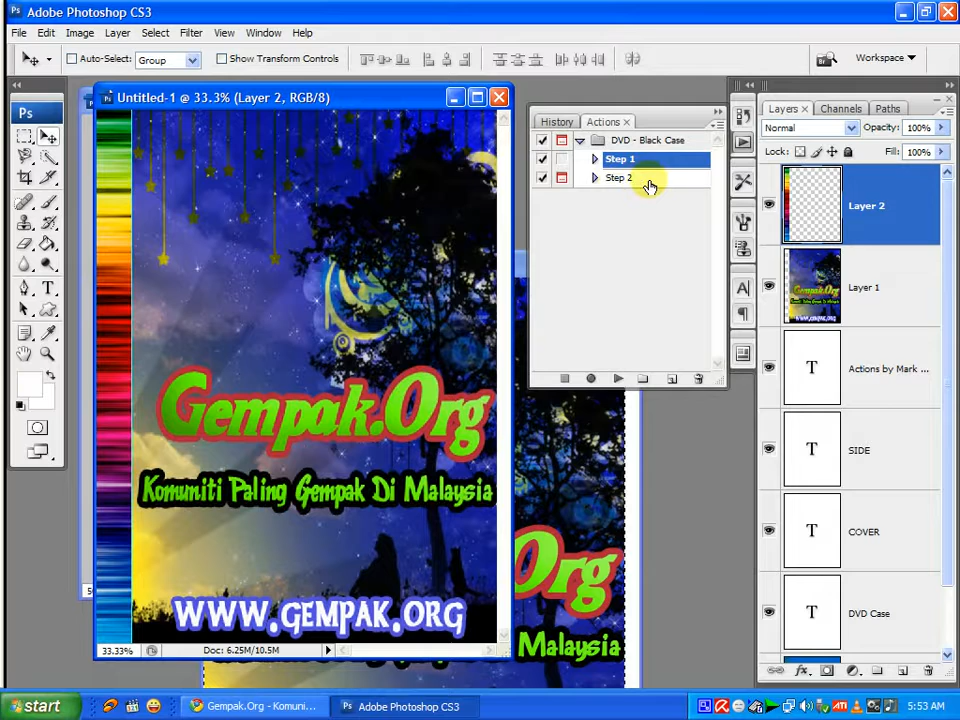 Adobe Photoshop CS3
File Edit Image Layer Select Filter View Window Help
Auto-Select: Group Show Transform Controls Workspace
Untitled-1 @ 33.3% (Layer 2, RGB/8)
Gempak.Org
Komuniti Paling Gempak Di Malaysia
WWW.GEMPAK.ORG
33.33% Doc: 6.25M/10.5M
Org
Malaysia
History Actions
DVD - Black Case
Step 1
Step 2
Layers Channels Paths
Normal Opacity: 100%
Lock: Fill: 100%
Layer 2
Layer 1
T Actions by Mark ...
T SIDE
T COVER
T DVD Case
start Gempak.Org - Komuni... Adobe Photoshop CS3 5:53 AM